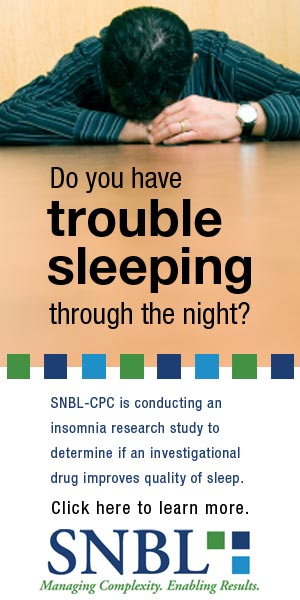 Do you have
trouble
sleeping
through the night?
SNBL-CPC is conducting an
insomnia research study to
determine if an investigational
drug improves quality of sleep.
Click here to learn more.
SNBL
Managing Complexity. Enabling Results.